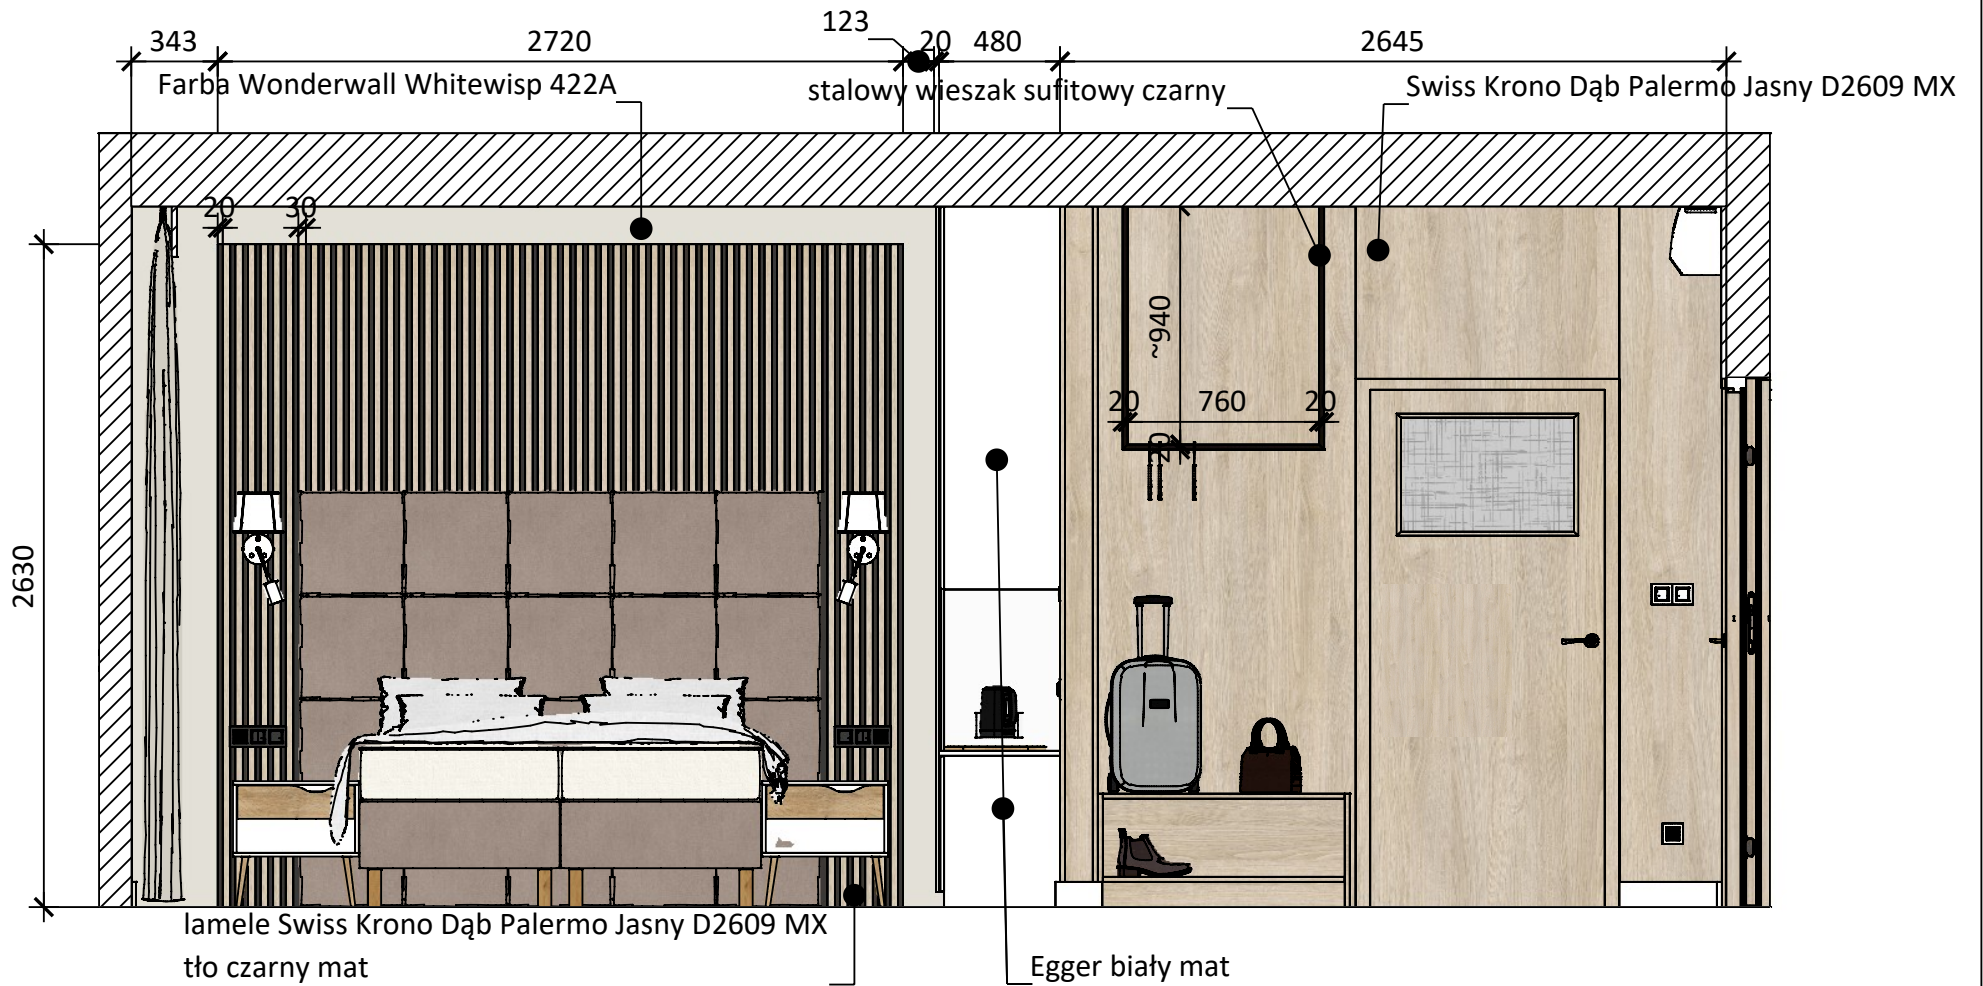 123
343
2720
20
480
2645
Farba Wonderwall Whitewisp 422A
stalowy wieszak sufitowy czarny
Swiss Krono Dąb Palermo Jasny D2609 MX
20
30
~940
20
760
20
20
2630
lamele Swiss Krono Dąb Palermo Jasny D2609 MX
tło czarny mat
Egger biały mat